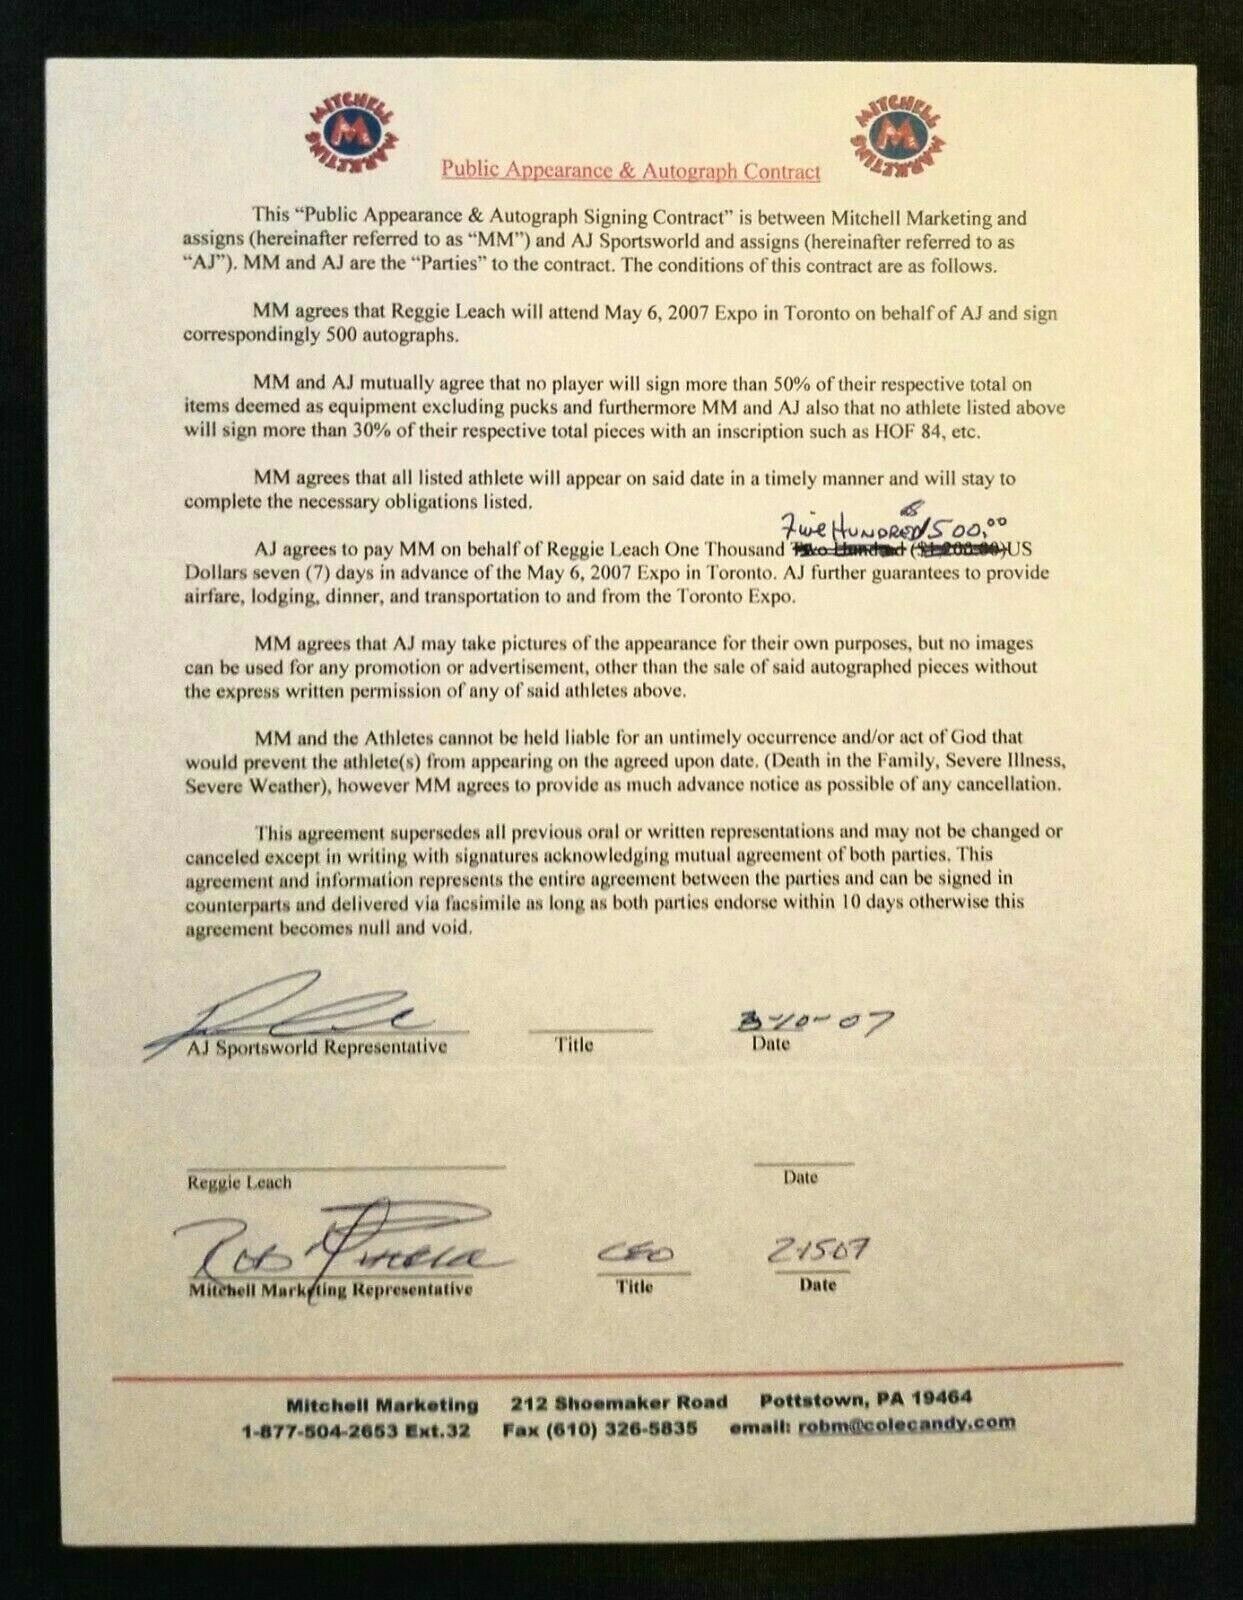 MITCHELL MARKETING
M
MITCHELL MARKETING
M
Public Appearance & Autograph Contract
This “Public Appearance & Autograph Signing Contract” is between Mitchell Marketing and
assigns (hereinafter referred to as “MM”) and AJ Sportsworld and assigns (hereinafter referred to as
“AJ”). MM and AJ are the “Parties” to the contract. The conditions of this contract are as follows.
MM agrees that Reggie Leach will attend May 6, 2007 Expo in Toronto on behalf of AJ and sign
correspondingly 500 autographs.
MM and AJ mutually agree that no player will sign more than 50% of their respective total on
items deemed as equipment excluding pucks and furthermore MM and AJ also that no athlete listed above
will sign more than 30% of their respective total pieces with an inscription such as HOF 84, etc.
MM agrees that all listed athlete will appear on said date in a timely manner and will stay to
complete the necessary obligations listed.
Five HUNDRED 1500.00
AJ agrees to pay MM on behalf of Reggie Leach One Thousand Two Hundred ($1,200.00)US
Dollars seven (7) days in advance of the May 6, 2007 Expo in Toronto. AJ further guarantees to provide
airfare, lodging, dinner, and transportation to and from the Toronto Expo.
MM agrees that AJ may take pictures of the appearance for their own purposes, but no images
can be used for any promotion or advertisement, other than the sale of said autographed pieces without
the express written permission of any of said athletes above.
MM and the Athletes cannot be held liable for an untimely occurrence and/or act of God that
would prevent the athlete(s) from appearing on the agreed upon date. (Death in the Family, Severe Illness,
Severe Weather), however MM agrees to provide as much advance notice as possible of any cancellation.
This agreement supersedes all previous oral or written representations and may not be changed or
canceled except in writing with signatures acknowledging mutual agreement of both parties. This
agreement and information represents the entire agreement between the parties and can be signed in
counterparts and delivered via facsimile as long as both parties endorse within 10 days otherwise this
agreement becomes null and void.
3-10-07
AJ Sportsworld Representative Title Date
Reggie Leach Date
Rob CEO 2-15-07
Mitchell Marketing Representative Title Date
Mitchell Marketing 212 Shoemaker Road Pottstown, PA 19464
1-877-504-2653 Ext.32 Fax (610) 326-5835 email: robm@colecandy.com